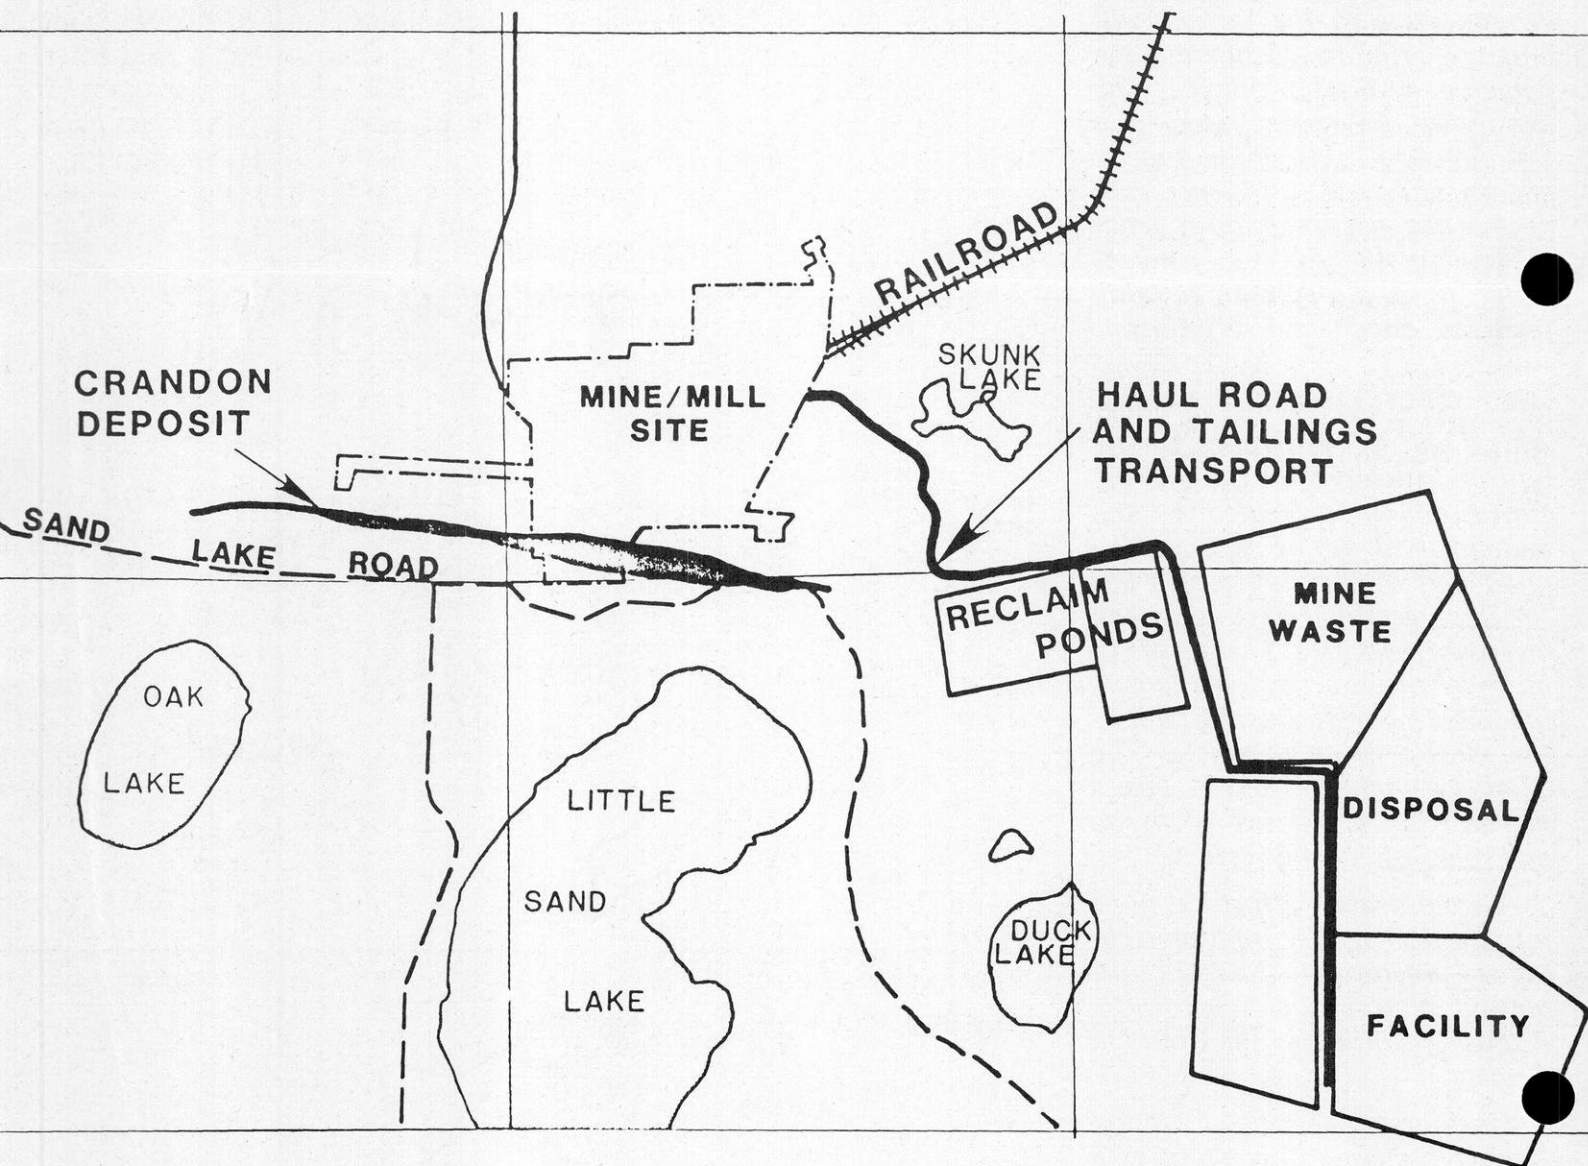 RAILROAD
SKUNK
LAKE
CRANDON
DEPOSIT
MINE/MILL
SITE
HAUL ROAD
AND TAILINGS
TRANSPORT
SAND LAKE ROAD
RECLAIM
PONDS
MINE
WASTE
DISPOSAL
FACILITY
OAK
LAKE
LITTLE
SAND
LAKE
DUCK
LAKE